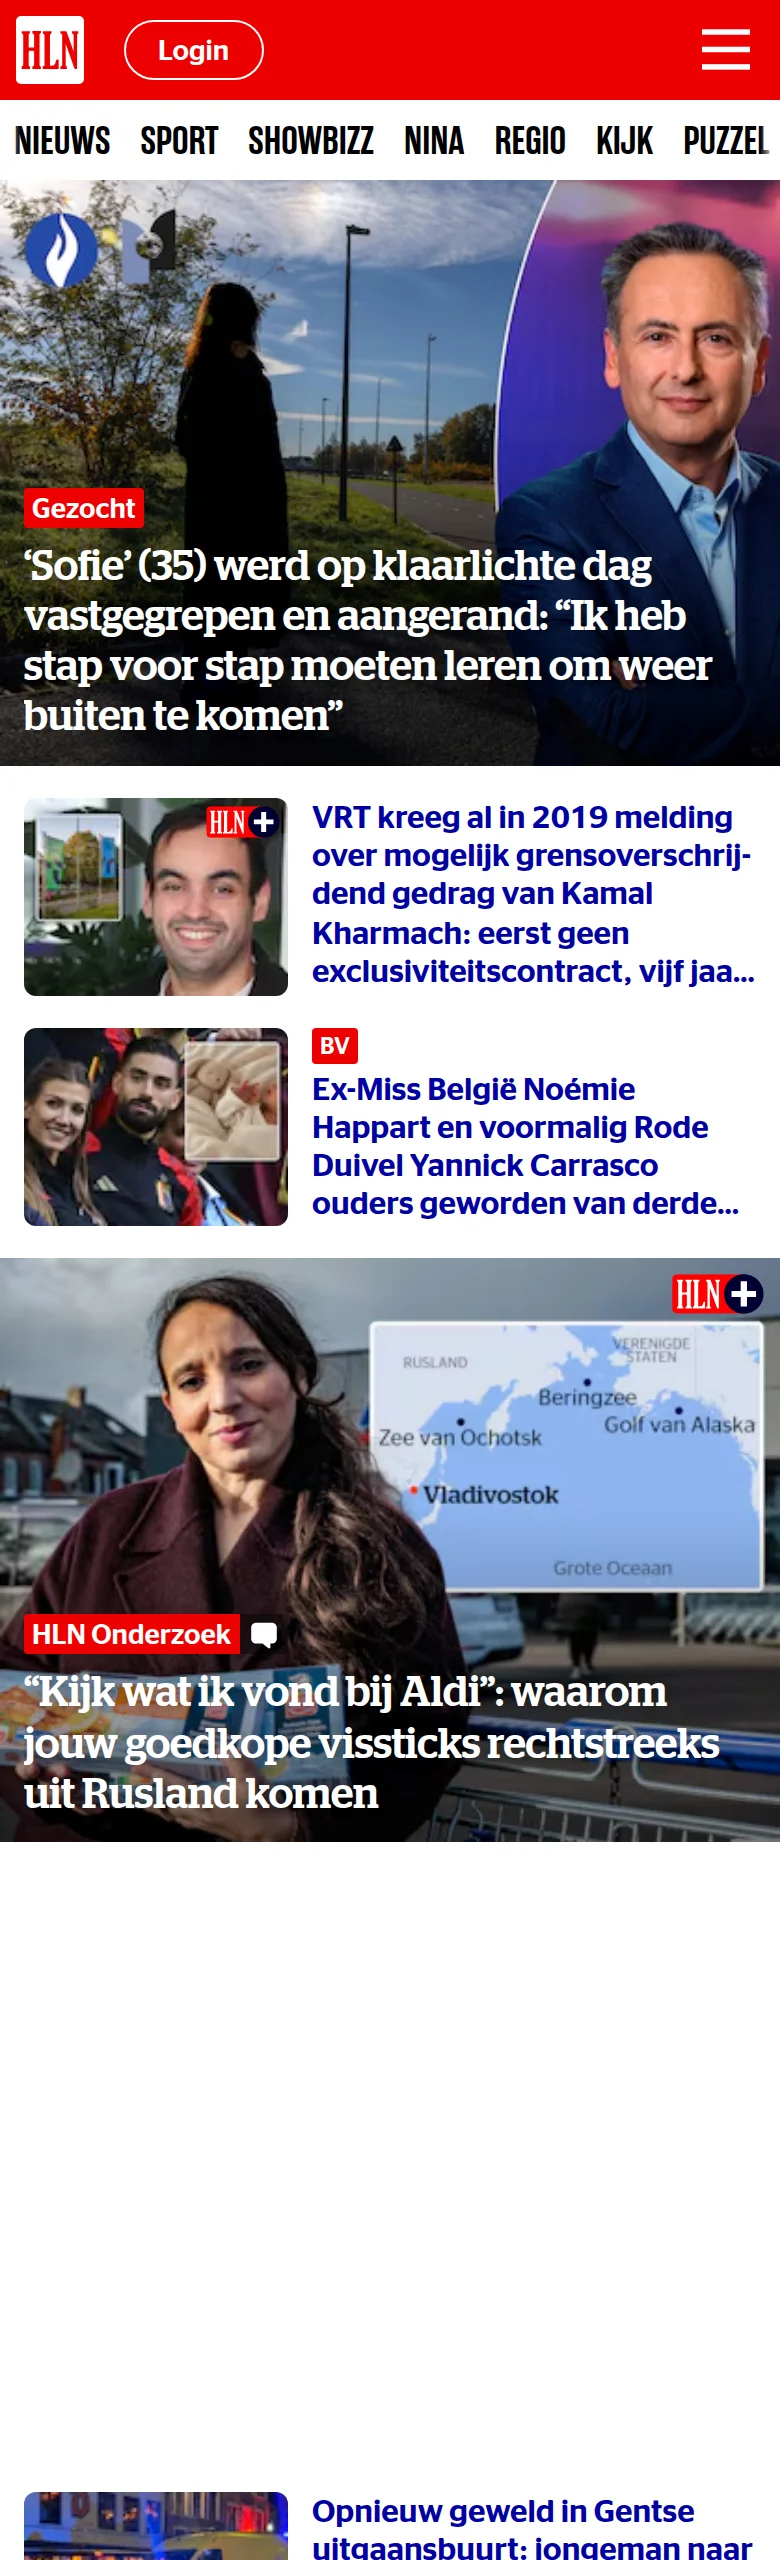 HLN
Login
NIEUWS SPORT SHOWBIZZ NINA REGIO KIJK PUZZEL
Gezocht
‘Sofie’ (35) werd op klaarlichte dag
vastgegrepen en aangerand: “Ik heb
stap voor stap moeten leren om weer
buiten te komen”
HLN
VRT kreeg al in 2019 melding
over mogelijk grensoverschrij-
dend gedrag van Kamal
Kharmach: eerst geen
exclusiviteitscontract, vijf jaa...
BV
Ex-Miss België Noémie
Happart en voormalig Rode
Duivel Yannick Carrasco
ouders geworden van derde...
HLN
RUSLAND
VERENIGDE
STATEN
Beringzee
Golf van Alaska
Zee van Ochotsk
Vladivostok
Grote Oceaan
HLN Onderzoek
“Kijk wat ik vond bij Aldi”: waarom
jouw goedkope vissticks rechtstreeks
uit Rusland komen
Opnieuw geweld in Gentse
uitgaansbuurt: jongeman naar